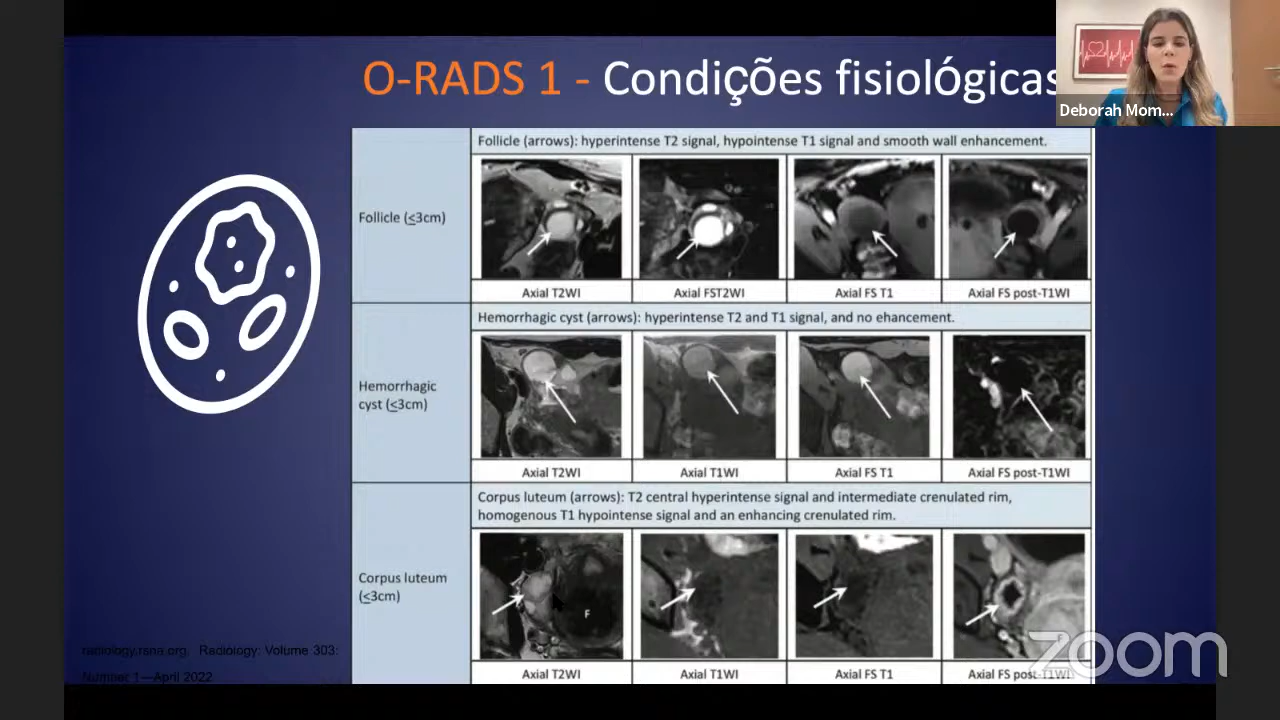 O-RADS 1 - Condições fisiológicas
Deborah Mom...
Follicle (arrows): hyperintense T2 signal, hypointense T1 signal and smooth wall enhancement.
Follicle (≤3cm)
Axial T2WI
Axial FST2WI
Axial FS T1
Axial FS post-T1WI
Hemorrhagic cyst (arrows): hyperintense T2 and T1 signal, and no ehancement.
Hemorrhagic
cyst (≤3cm)
Axial T2WI
Axial T1WI
Axial FS T1
Axial FS post-T1WI
Corpus luteum (arrows): T2 central hyperintense signal and intermediate crenulated rim,
homogenous T1 hypointense signal and an enhancing crenulated rim.
Corpus luteum
(≤3cm)
F
Axial T2WI
Axial T1WI
Axial FS T1
Axial FS post-T1WI
radiology.rsna.org. Radiology: Volume 303:
Number 1—April 2022
zoom